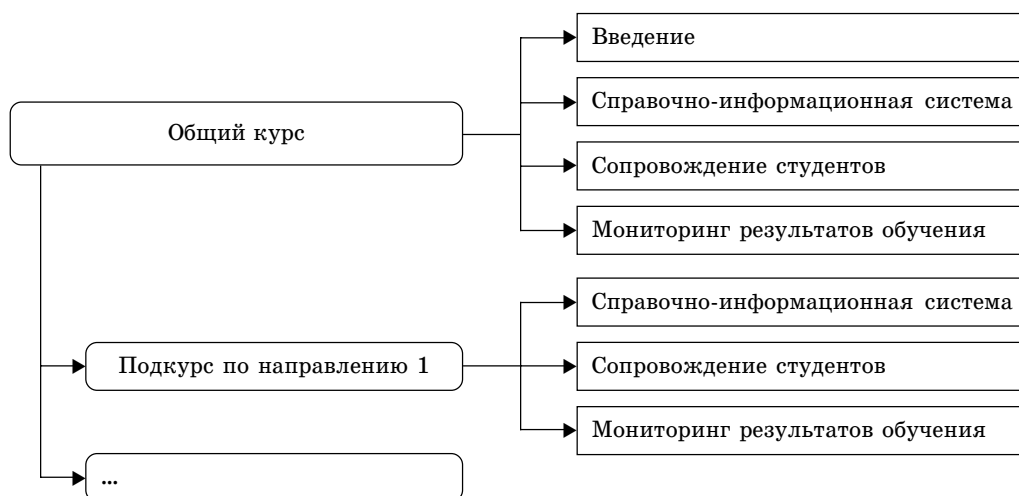 Общий курс
Введение
Справочно-информационная система
Сопровождение студентов
Мониторинг результатов обучения
Подкурс по направлению 1
Справочно-информационная система
Сопровождение студентов
Мониторинг результатов обучения
...